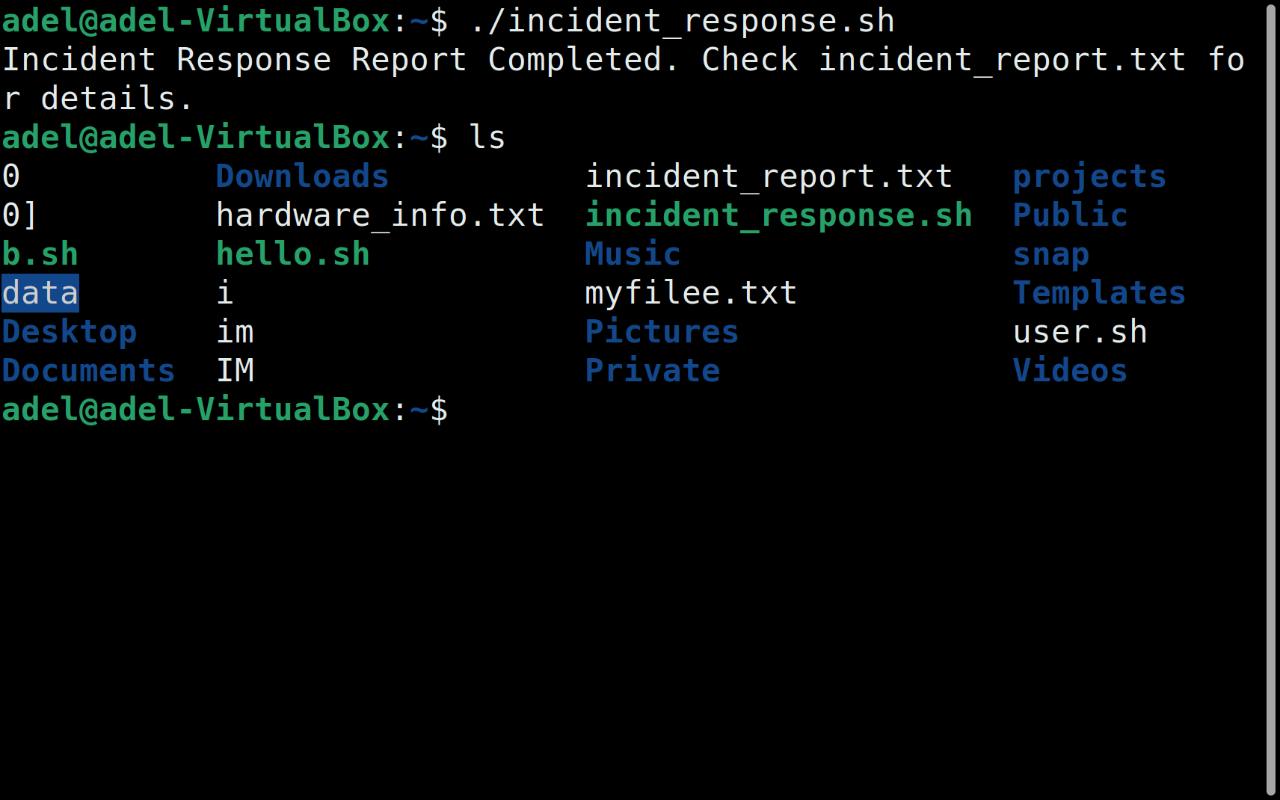 adel@adel-VirtualBox:~$ ./incident_response.sh
Incident Response Report Completed. Check incident_report.txt fo
r details.
adel@adel-VirtualBox:~$ ls
0          Downloads          incident_report.txt   projects
0]         hardware_info.txt  incident_response.sh  Public
b.sh       hello.sh           Music                 snap
data       i                  myfilee.txt           Templates
Desktop    im                 Pictures              user.sh
Documents  IM                 Private               Videos
adel@adel-VirtualBox:~$